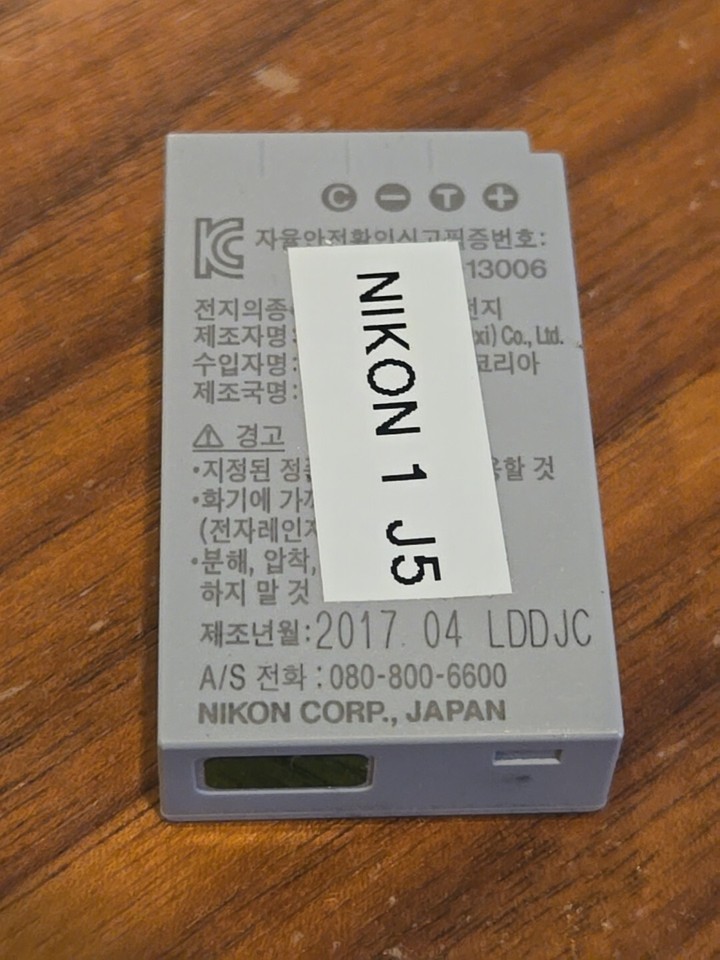 C − T +
KC 자율안전확인신고필증번호:
13006
전지의종 전지
제조자명: xi) Co., Ltd.
수입자명: 코리아
제조국명:
경고
•지정된 정 용할 것
•화기에 가까
(전자레인지
•분해, 압착,
하지 말 것
제조년월: 2017. 04 LDDJC
A/S 전화 : 080-800-6600
NIKON CORP., JAPAN
NIKON 1 J5